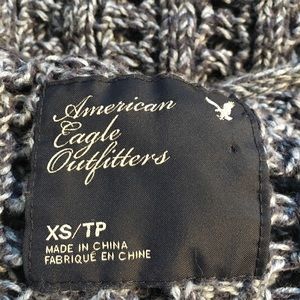 American
Eagle
Outfitters
XS/TP
MADE IN CHINA
FABRIQUÉ EN CHINE